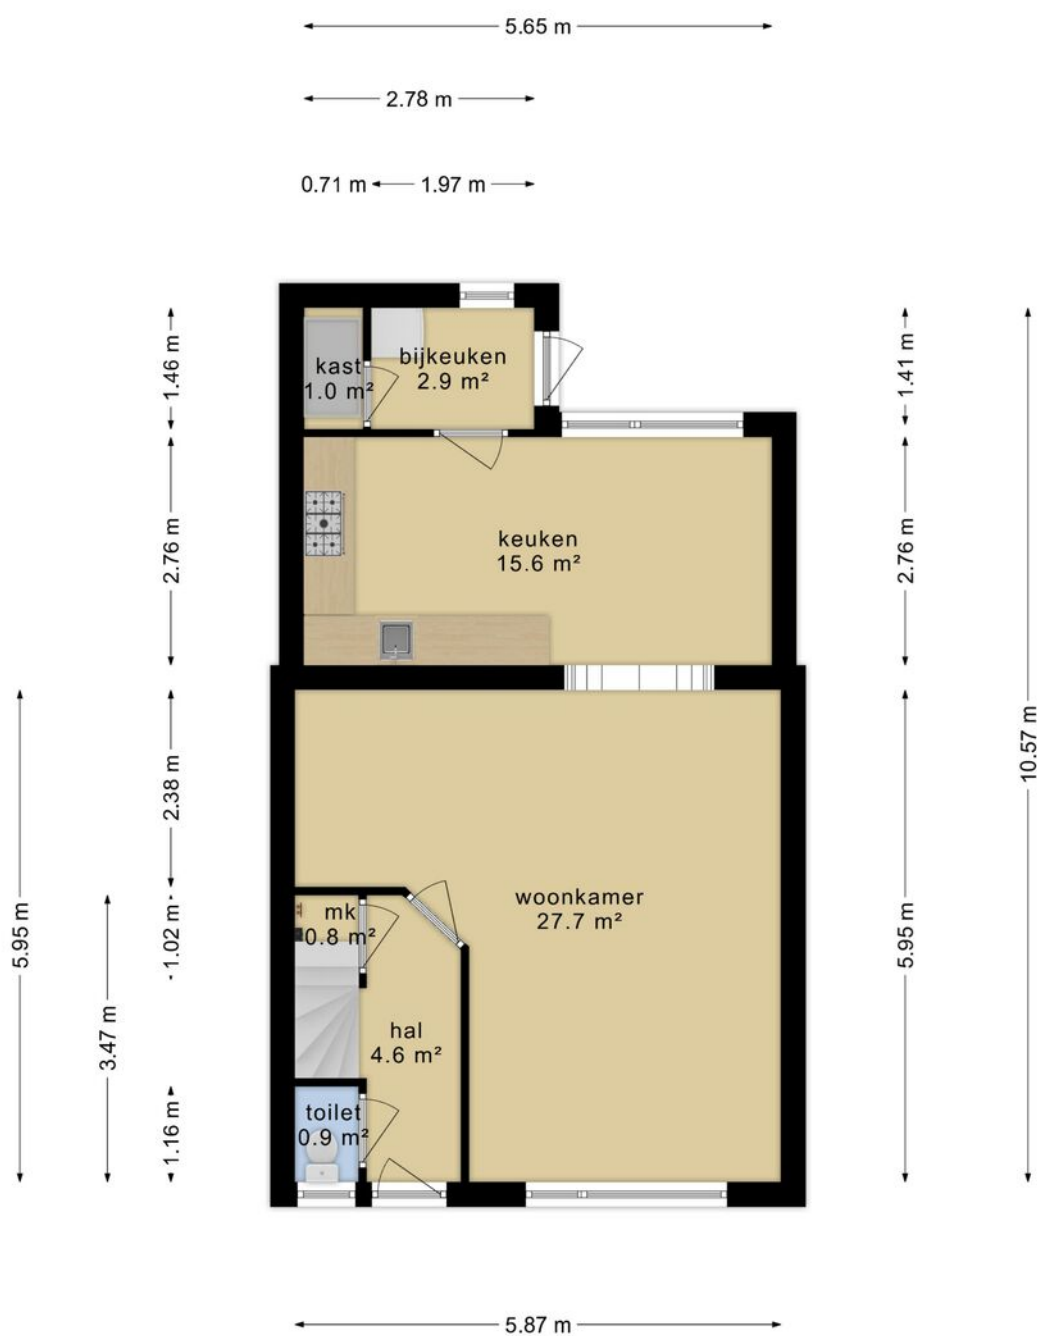 5.65 m
2.78 m
0.71 m
1.97 m
1.46 m
1.41 m
kast
1.0 m²
bijkeuken
2.9 m²
2.76 m
keuken
15.6 m²
2.76 m
10.57 m
2.38 m
5.95 m
1.02 m
3.47 m
mk
0.8 m²
woonkamer
27.7 m²
5.95 m
hal
4.6 m²
1.16 m
toilet
0.9 m²
5.87 m